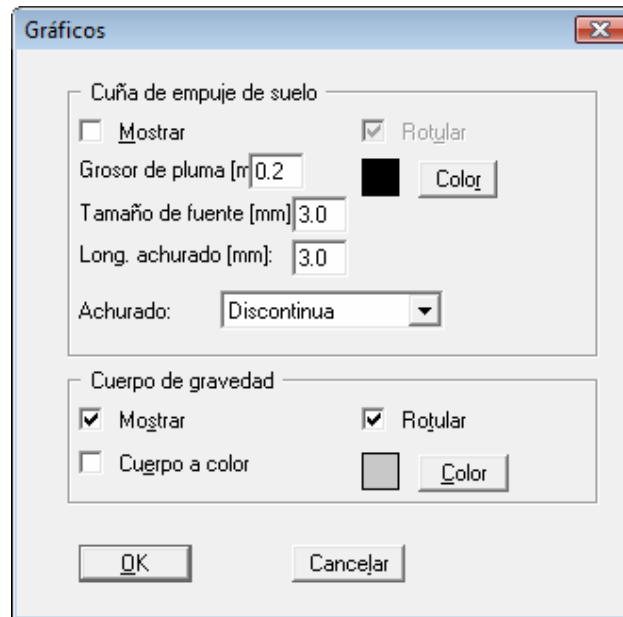 Gráficos
Cuña de empuje de suelo
Mostrar Rotular
Grosor de pluma [m 0.2 Color
Tamaño de fuente [mm] 3.0
Long. achurado [mm]: 3.0
Achurado: Discontinua
Cuerpo de gravedad
Mostrar Rotular
Cuerpo a color Color
OK Cancelar